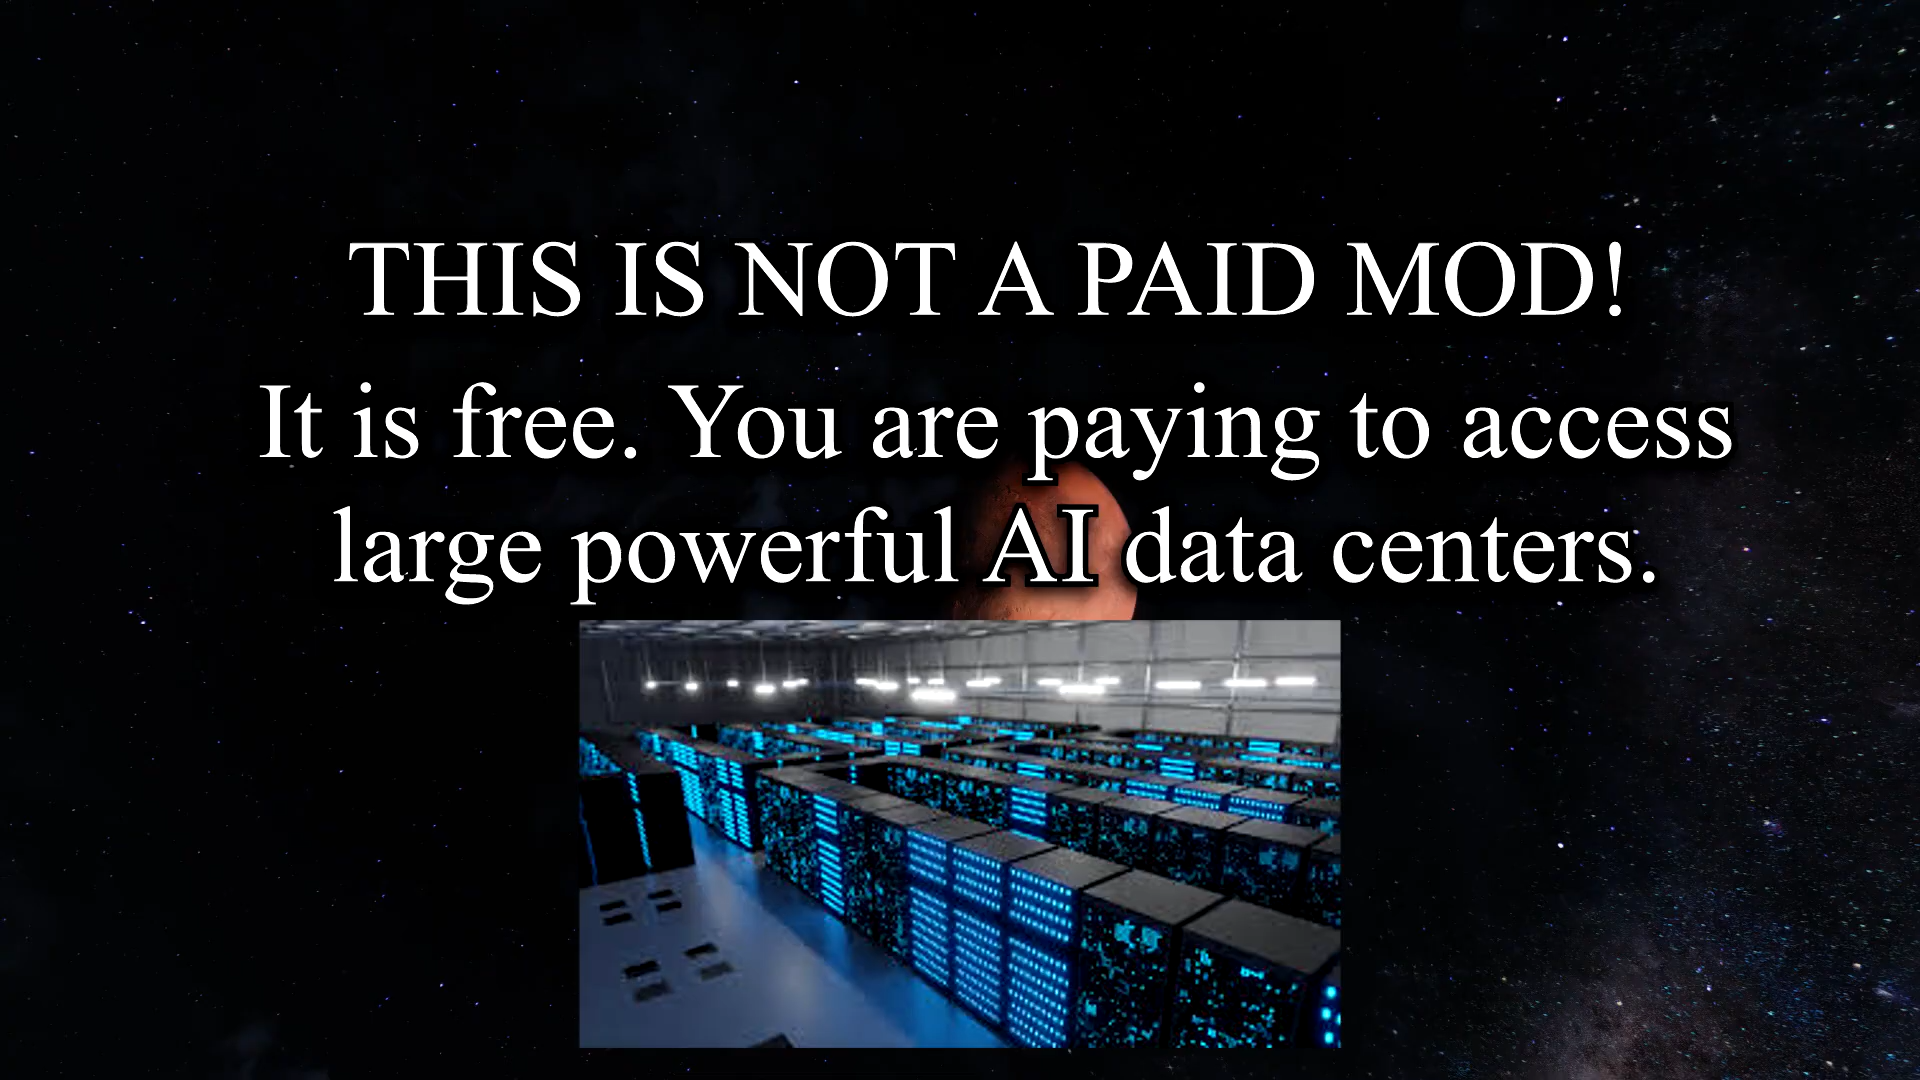 THIS IS NOT A PAID MOD!
It is free. You are paying to access
large powerful AI data centers.